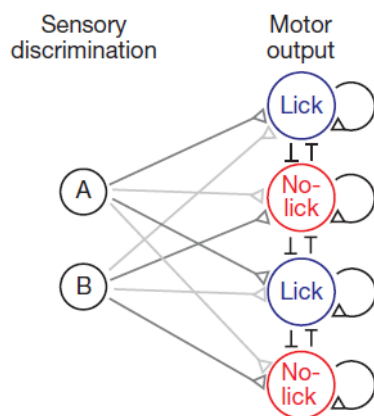 Sensory
discrimination
Motor
output
A
B
Lick
No-
lick
Lick
No-
lick